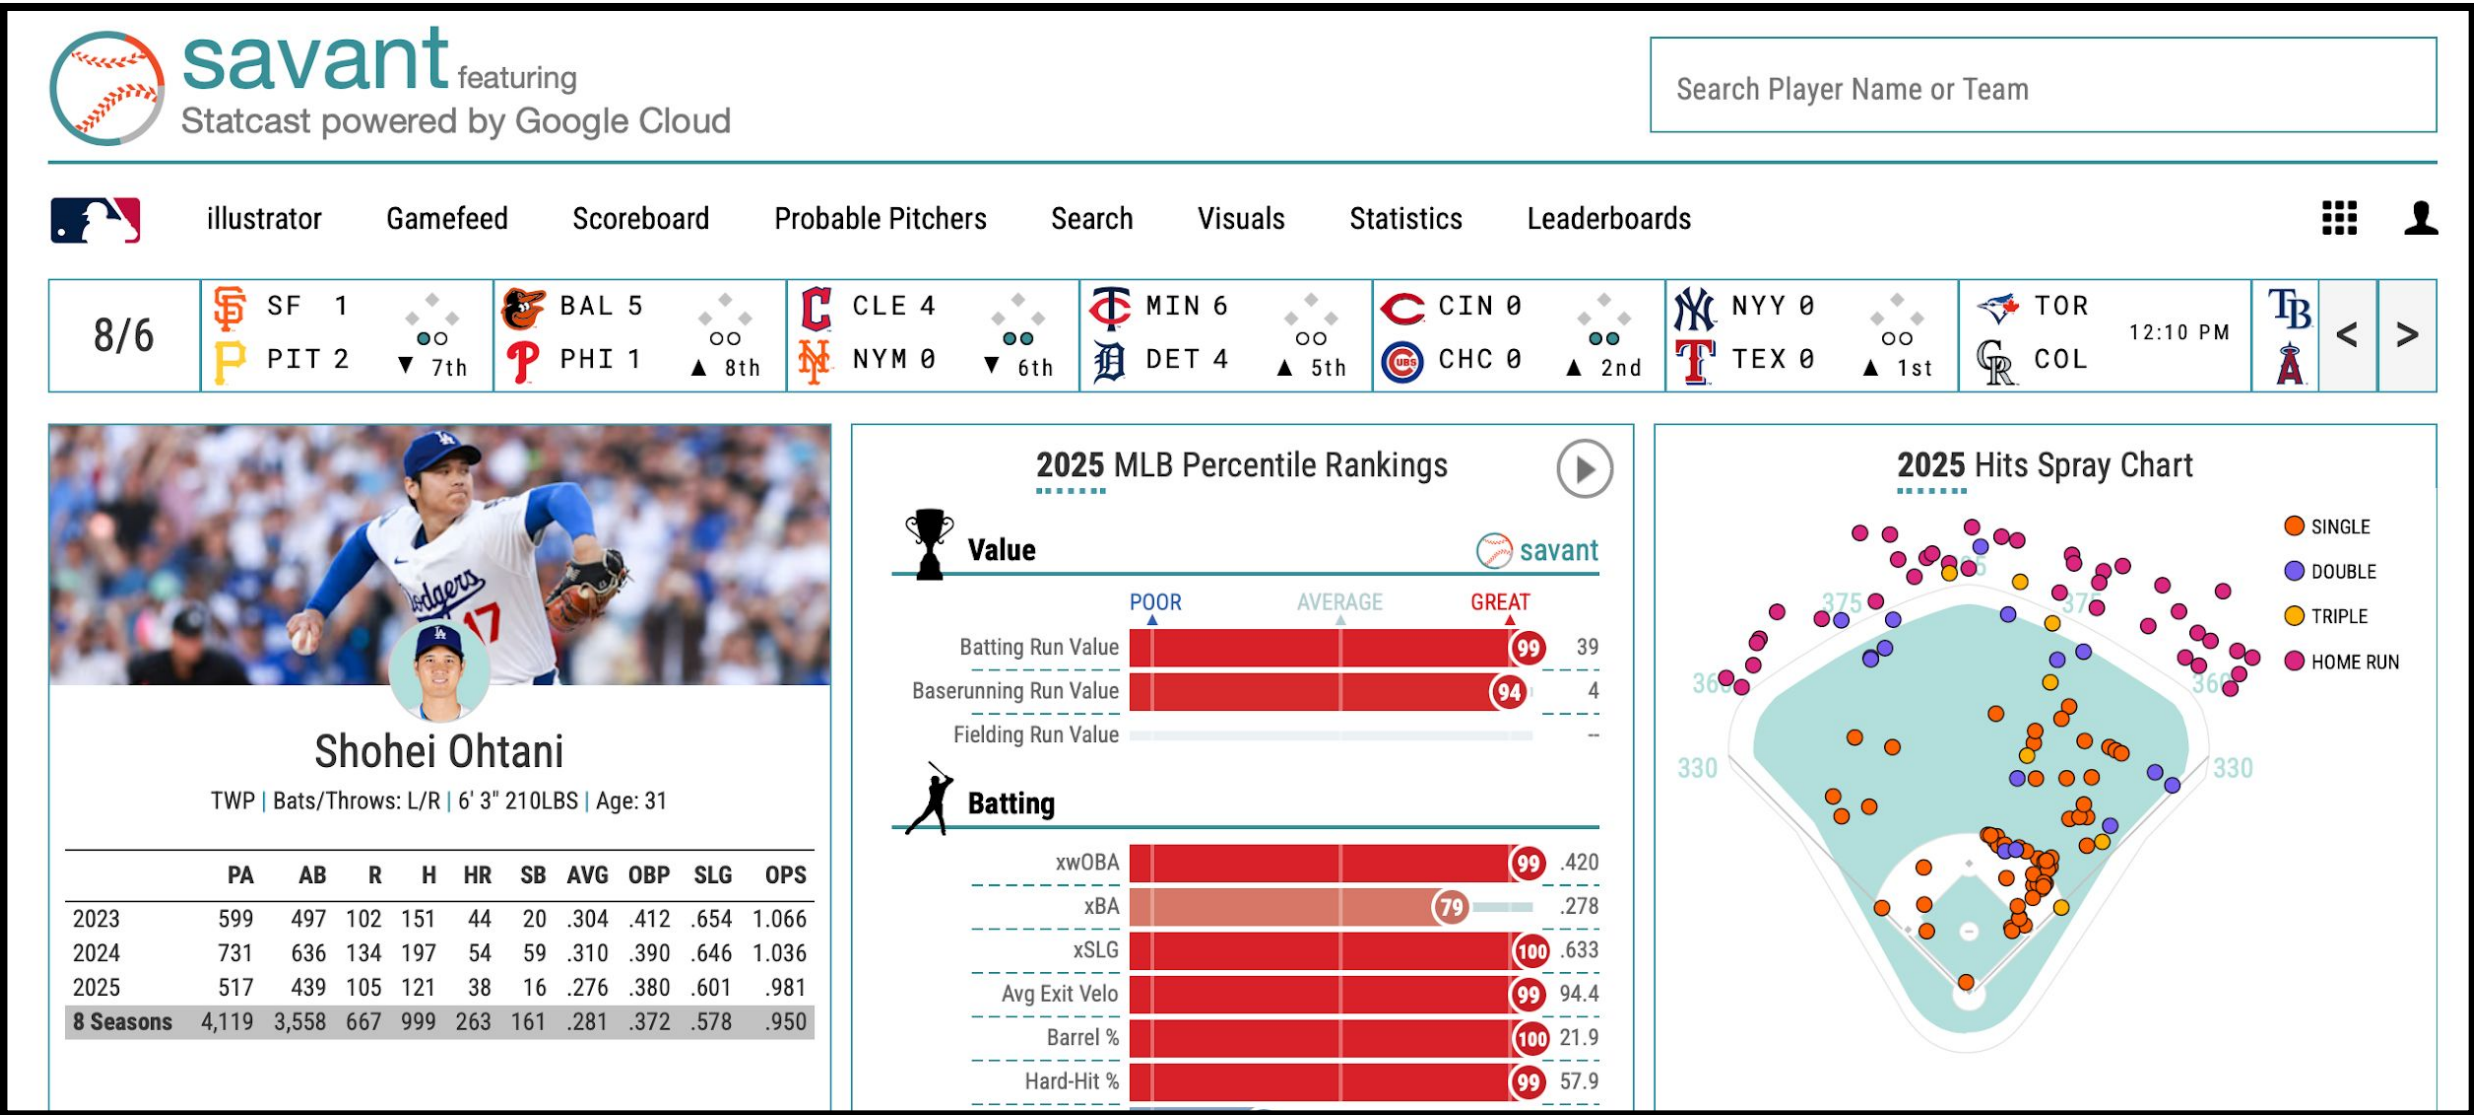 savant featuring
Statcast powered by Google Cloud
Search Player Name or Team
illustrator Gamefeed Scoreboard Probable Pitchers Search Visuals Statistics Leaderboards
8/6
SF 1
PIT 2
▼ 7th
BAL 5
PHI 1
▲ 8th
CLE 4
NYM 0
▼ 6th
MIN 6
DET 4
▲ 5th
CIN 0
CHC 0
▲ 2nd
NYY 0
TEX 0
▲ 1st
TOR
COL
12:10 PM
TB
A
< >
Dodgers
17
Shohei Ohtani
TWP | Bats/Throws: L/R | 6' 3" 210LBS | Age: 31
PA AB R H HR SB AVG OBP SLG OPS
2023 599 497 102 151 44 20 .304 .412 .654 1.066
2024 731 636 134 197 54 59 .310 .390 .646 1.036
2025 517 439 105 121 38 16 .276 .380 .601 .981
8 Seasons 4,119 3,558 667 999 263 161 .281 .372 .578 .950
2025 MLB Percentile Rankings
Value
savant
POOR AVERAGE GREAT
Batting Run Value 99 39
Baserunning Run Value 94 4
Fielding Run Value --
Batting
xwOBA 99 .420
xBA 79 .278
xSLG 100 .633
Avg Exit Velo 99 94.4
Barrel % 100 21.9
Hard-Hit % 99 57.9
2025 Hits Spray Chart
SINGLE
DOUBLE
TRIPLE
HOME RUN
375 375
360 360
330 330